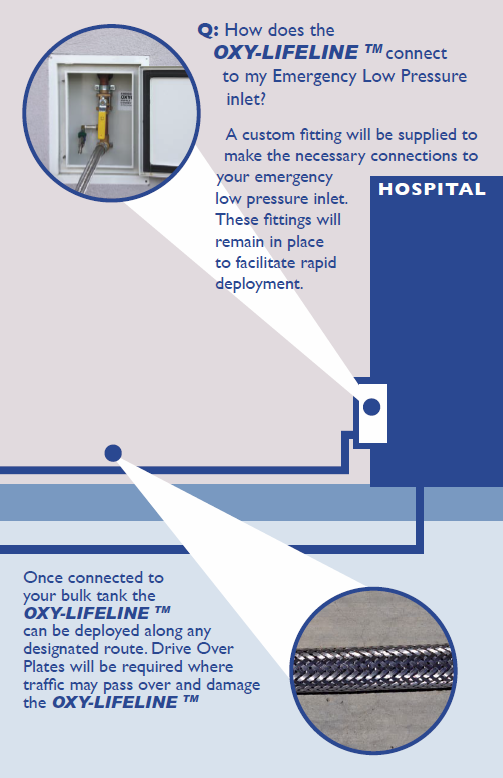 Q: How does the
OXY-LIFELINE ™ connect
to my Emergency Low Pressure
inlet?
A custom fitting will be supplied to
make the necessary connections to
your emergency
low pressure inlet.
These fittings will
remain in place
to facilitate rapid
deployment.
HOSPITAL
Once connected to
your bulk tank the
OXY-LIFELINE ™
can be deployed along any
designated route. Drive Over
Plates will be required where
traffic may pass over and damage
the OXY-LIFELINE ™